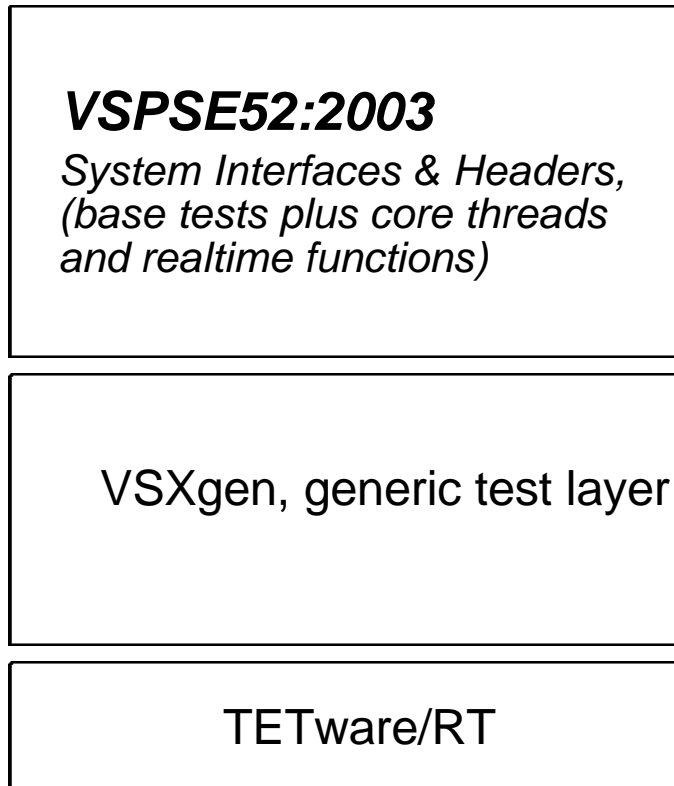 VSPSE52:2003
System Interfaces & Headers,
(base tests plus core threads
and realtime functions)
VSXgen, generic test layer
TETware/RT